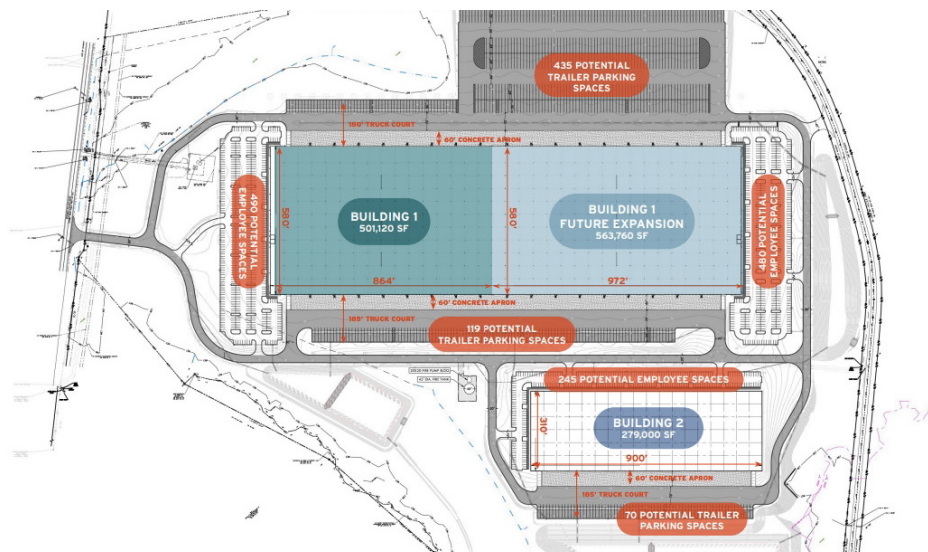 435 POTENTIAL
TRAILER PARKING
SPACES
180' TRUCK COURT
60' CONCRETE APRON
490 POTENTIAL
EMPLOYEE SPACES
580'
BUILDING 1
501,120 SF
580'
BUILDING 1
FUTURE EXPANSION
563,760 SF
480 POTENTIAL
EMPLOYEE SPACES
864'
972'
60' CONCRETE APRON
185' TRUCK COURT
119 POTENTIAL
TRAILER PARKING SPACES
245 POTENTIAL EMPLOYEE SPACES
310'
BUILDING 2
279,000 SF
900'
60' CONCRETE APRON
185' TRUCK COURT
70 POTENTIAL TRAILER
PARKING SPACES